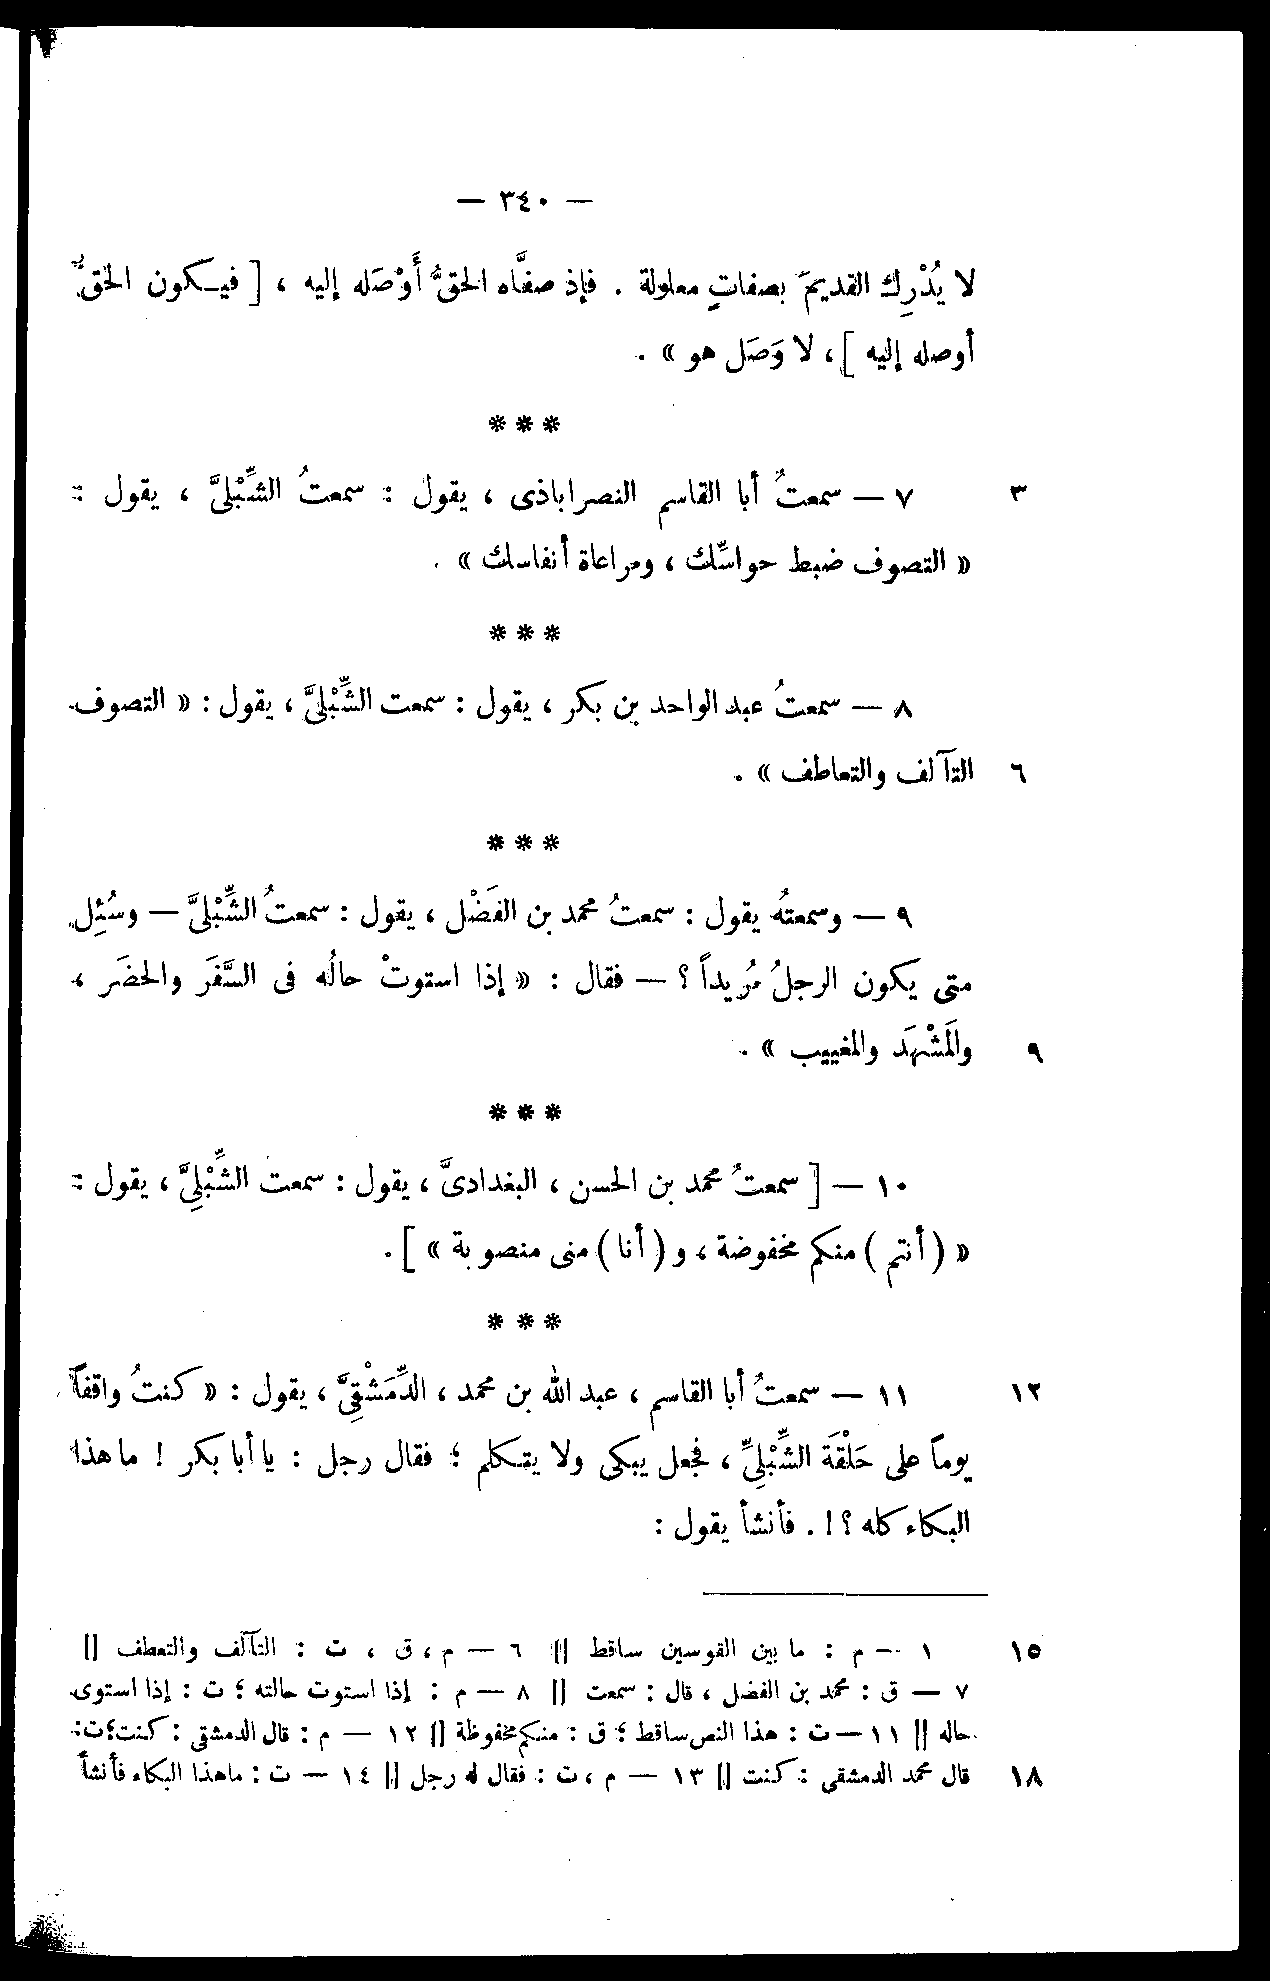 — ٣٤٠ —
لا يُدْرِك القديمَ بصفاتٍ معلولة . فإذ صفَّاه الحقُّ أَوْصَله إليه ، [ فيكون الحقُّ
أوصله إليه ] ، لا وَصَل هو » .
***
٣ ٧ — سمعتُ أبا القاسم النصراباذى ، يقول : سمعتُ الشِّبْلىَّ ، يقول :
« التصوف ضبط حواسِّك ، ومراعاة أنفاسك » .
***
٨ — سمعتُ عبد الواحد بن بكر ، يقول : سمعت الشِّبْلىَّ ، يقول : « التصوف
٦ التآلف والتعاطف » .
***
٩ — وسمعتهُ يقول : سمعتُ محمد بن الفَضْل ، يقول : سمعتُ الشِّبْلىَّ — وسُئِل
متى يكون الرجلُ مُريداً ؟ — فقال : « إذا استوتْ حالُه فى السَّفَر والحضَر ،
٩ والمَشْهَد والمغيب » .
***
١٠ — [ سمعتُ محمد بن الحسن ، البغدادىَّ ، يقول : سمعت الشِّبْلِىَّ ، يقول :
« ( أنتم ) منكم مخفوضة ، و ( أنا ) منى منصوبة » ] .
***
١٢ ١١ — سمعتُ أبا القاسم ، عبد الله بن محمد ، الدِّمَشْقِىَّ ، يقول : « كنتُ واقفاً
يوماً على حَلْقَة الشِّبْلِىِّ ، فجعل يبكى ولا يتكلم ؛ فقال رجل : يا أبا بكر ! ما هذا
البكاء كله ؟ ! . فأنشأ يقول :
١٥ ١ — م : ما بين القوسين ساقط || ٦ — م ، ق ، ت : التآلف والتعطف ||
٧ — ق : محمد بن الفضل ، قال : سمعت || ٨ — م : إذا استوت حالته ؛ ت : إذا استوى
حاله || ١١ — ت : هذا النص ساقط ؛ ق : منكم مخفوظة || ١٢ — م : قال الدمشقى : كنت ؛ ت :
١٨ قال محمد الدمشقى : كنت || ١٣ — م ، ت : فقال له رجل || ١٤ — ت : ما هذا البكاء فأنشأ